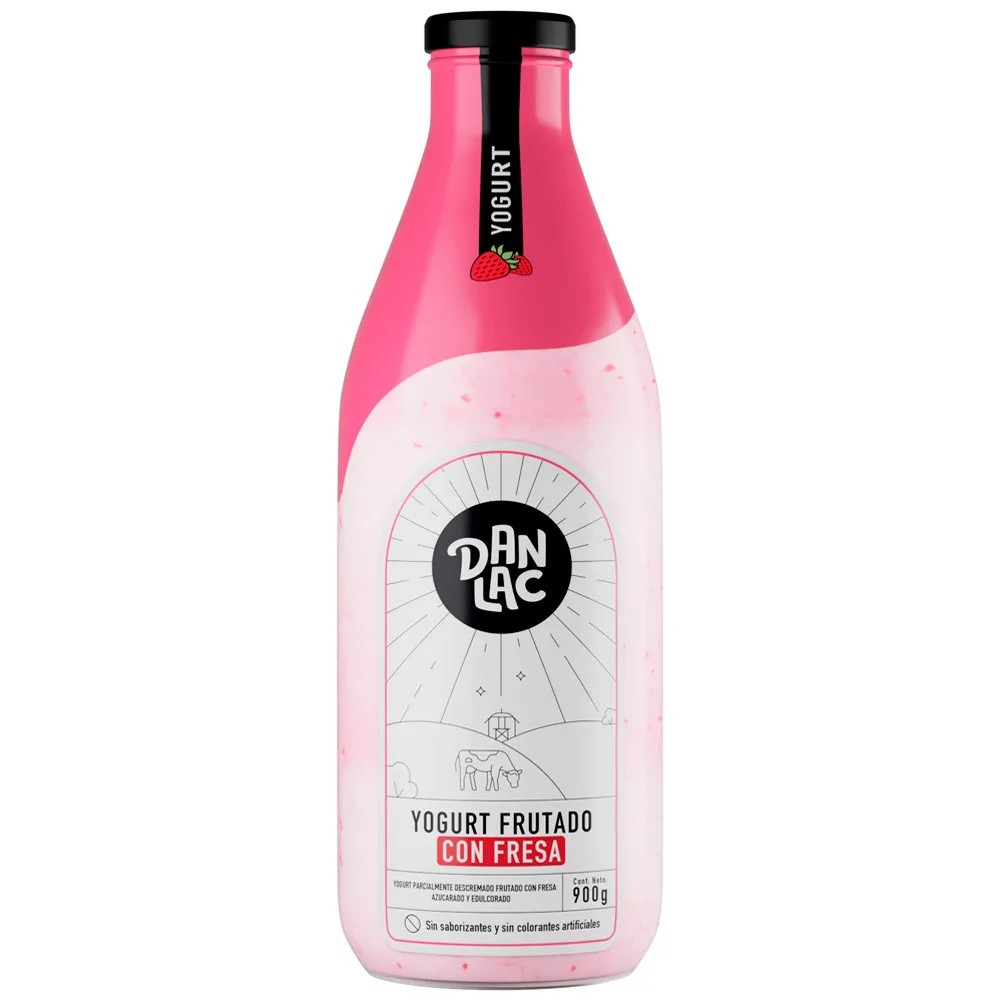 YOGURT
DAN
LAC
YOGURT FRUTADO
CON FRESA
YOGURT PARCIALMENTE DESCREMADO FRUTADO CON FRESA
AZUCARADO Y EDULCORADO
Cont. Neto:
900g
Sin saborizantes y sin colorantes artificiales